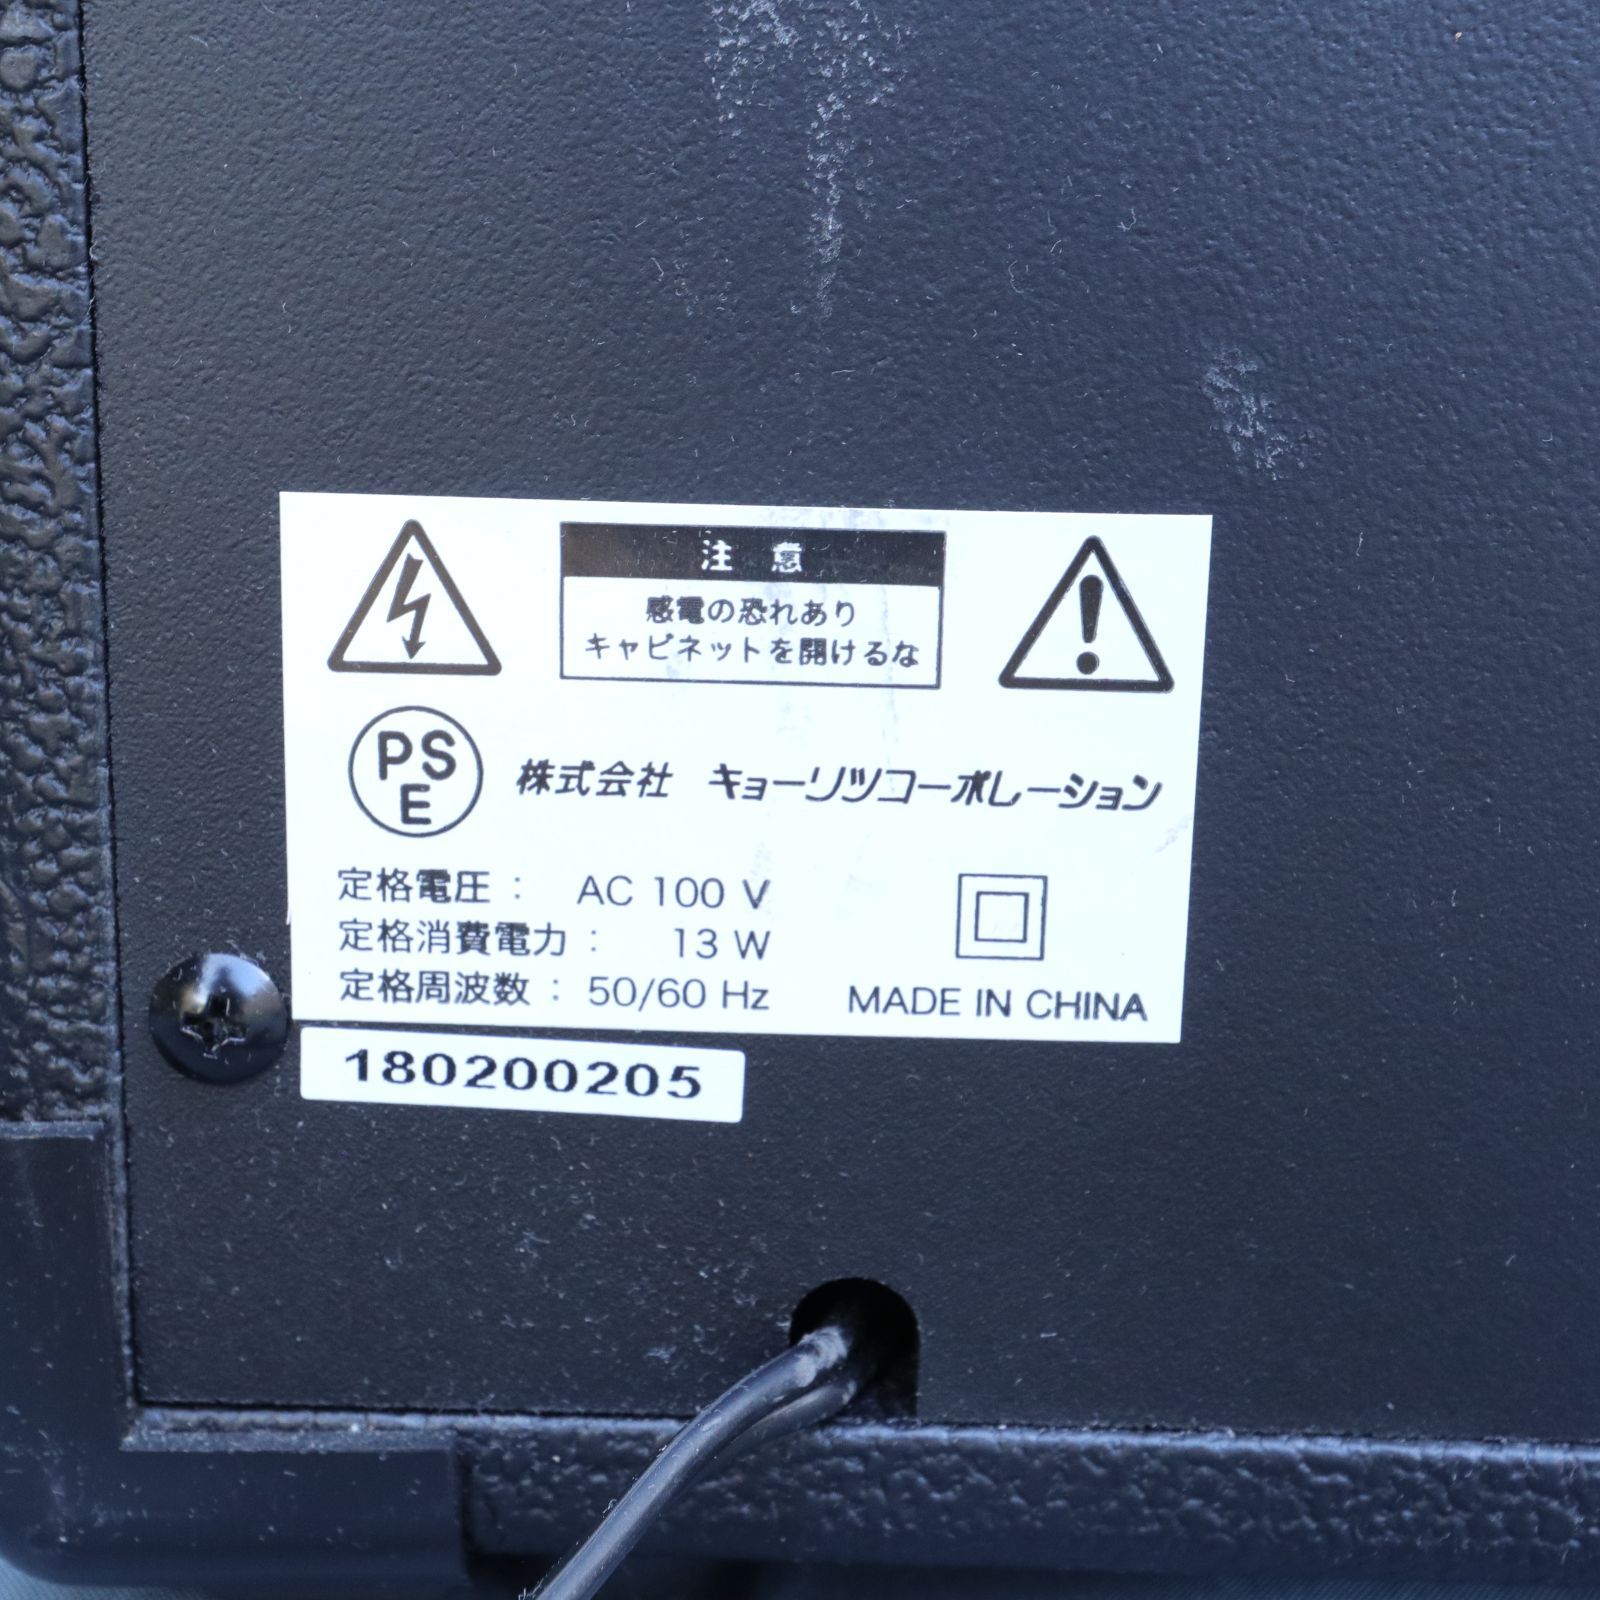 注 意
感電の恐れあり
キャビネットを開けるな
PS
E
株式会社 キョーリツコーポレーション
定格電圧： AC 100 V
定格消費電力： 13 W
定格周波数： 50/60 Hz
MADE IN CHINA
180200205